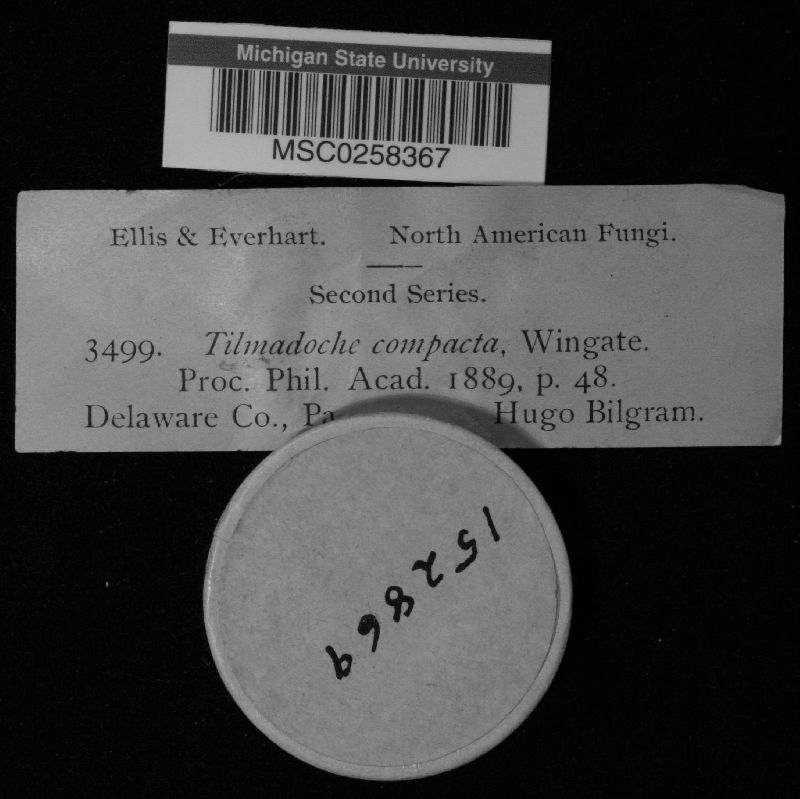 Michigan State University
MSC0258367
Ellis & Everhart. North American Fungi.
Second Series.
3499. Tilmadoche compacta, Wingate.
Proc. Phil. Acad. 1889, p. 48.
Delaware Co., Pa Hugo Bilgram.
152869